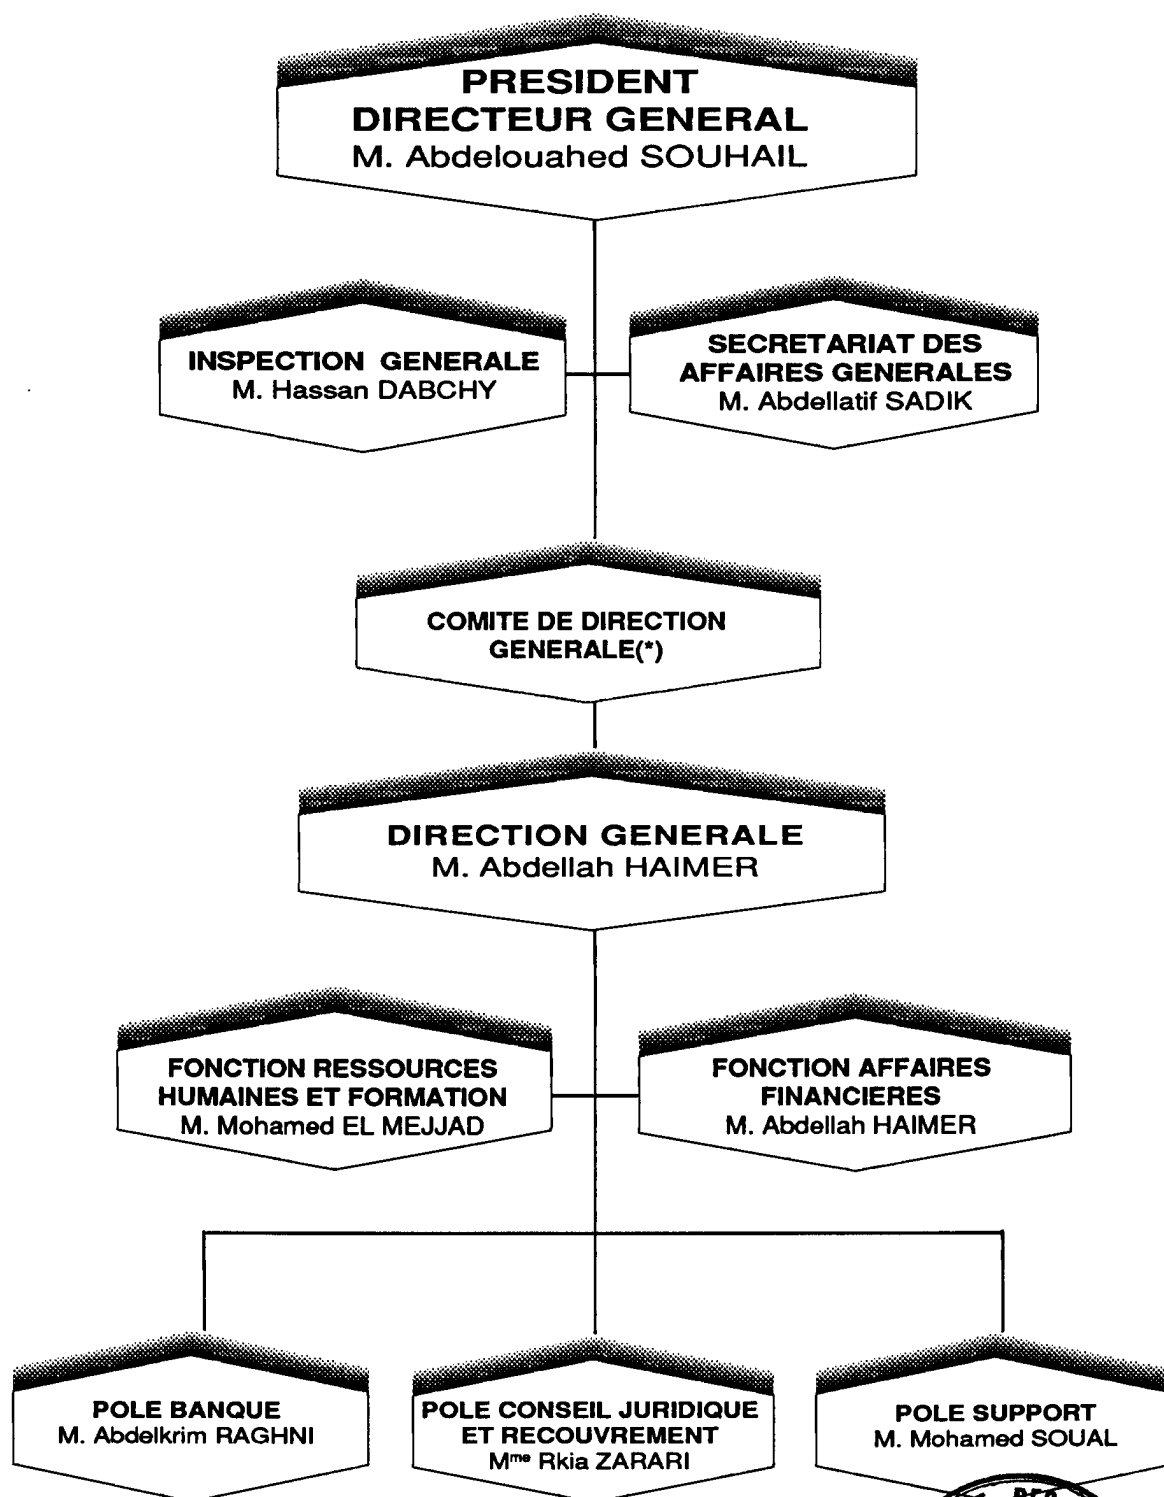 PRESIDENT
DIRECTEUR GENERAL
M. Abdelouahed SOUHAIL
INSPECTION GENERALE
M. Hassan DABCHY
SECRETARIAT DES
AFFAIRES GENERALES
M. Abdellatif SADIK
COMITE DE DIRECTION
GENERALE(*)
DIRECTION GENERALE
M. Abdellah HAIMER
FONCTION RESSOURCES
HUMAINES ET FORMATION
M. Mohamed EL MEJJAD
FONCTION AFFAIRES
FINANCIERES
M. Abdellah HAIMER
POLE BANQUE
M. Abdelkrim RAGHNI
POLE CONSEIL JURIDIQUE
ET RECOUVREMENT
Mme Rkia ZARARI
POLE SUPPORT
M. Mohamed SOUAL